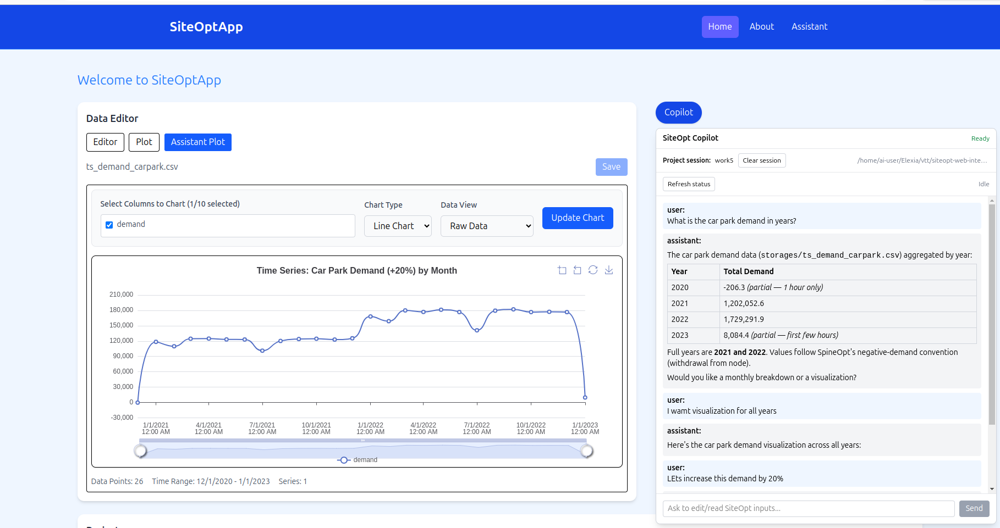 SiteOptApp
Home
About
Assistant
Welcome to SiteOptApp
Data Editor
Editor
Plot
Assistant Plot
ts_demand_carpark.csv
Save
Select Columns to Chart (1/10 selected)
demand
Chart Type
Line Chart
Data View
Raw Data
Update Chart
Time Series: Car Park Demand (+20%) by Month
210,000
180,000
150,000
120,000
90,000
60,000
30,000
0
-30,000
1/1/2021
12:00 AM
4/1/2021
12:00 AM
7/1/2021
12:00 AM
10/1/2021
12:00 AM
1/1/2022
12:00 AM
4/1/2022
12:00 AM
7/1/2022
12:00 AM
10/1/2022
12:00 AM
1/1/2023
12:00 AM
demand
Data Points: 26
Time Range: 12/1/2020 - 1/1/2023
Series: 1
Copilot
SiteOpt Copilot
Ready
Project session: work5
Clear session
/home/ai-user/Elexia/vtt/siteopt-web-inte...
Refresh status
Idle
user:
What is the car park demand in years?
assistant:
The car park demand data (storages/ts_demand_carpark.csv) aggregated by year:
Year Total Demand
2020 -206.3 (partial — 1 hour only)
2021 1,202,052.6
2022 1,729,291.9
2023 8,084.4 (partial — first few hours)
Full years are 2021 and 2022. Values follow SpineOpt's negative-demand convention
(withdrawal from node).
Would you like a monthly breakdown or a visualization?
user:
I wamt visualization for all years
assistant:
Here's the car park demand visualization across all years:
user:
LEts increase this demand by 20%
Ask to edit/read SiteOpt inputs...
Send